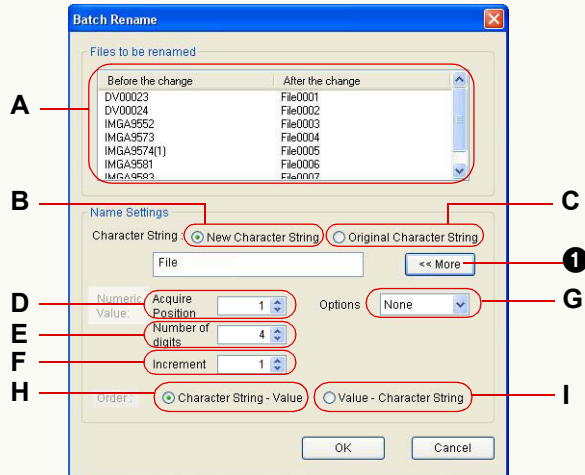 Batch Rename
Files to be renamed
A
Before the change After the change
DV00023 File0001
DV00024 File0002
IMGA9552 File0003
IMGA9573 File0004
IMGA9574(1) File0005
IMGA9581 File0006
IMGA9583 File0007
B C
Name Settings
Character String : New Character String Original Character String
File << More 1
D Numeric Value: Acquire Position 1 Options None G
E Number of digits 4
F Increment 1
H Order : Character String - Value Value - Character String I
OK Cancel